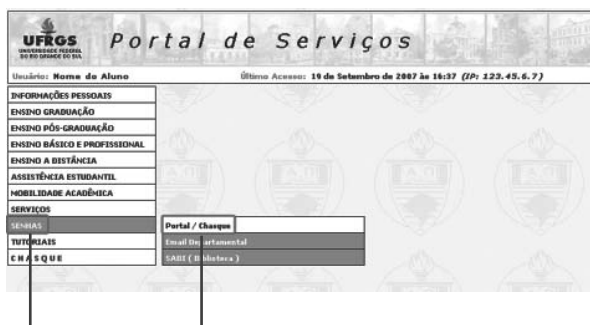 UFRGS
UNIVERSIDADE FEDERAL
DO RIO GRANDE DO SUL
Portal de Serviços
Usuário: Nome do Aluno
Último Acesso: 19 de Setembro de 2007 às 16:37 (IP: 123.45.6.7)
INFORMAÇÕES PESSOAIS
ENSINO GRADUAÇÃO
ENSINO PÓS-GRADUAÇÃO
ENSINO BÁSICO E PROFISSIONAL
ENSINO A DISTÂNCIA
ASSISTÊNCIA ESTUDANTIL
MOBILIDADE ACADÊMICA
SERVIÇOS
SENHAS
Portal / Chasque
TUTORIAIS
Email Departamental
CHASQUE
SABI ( Biblioteca )